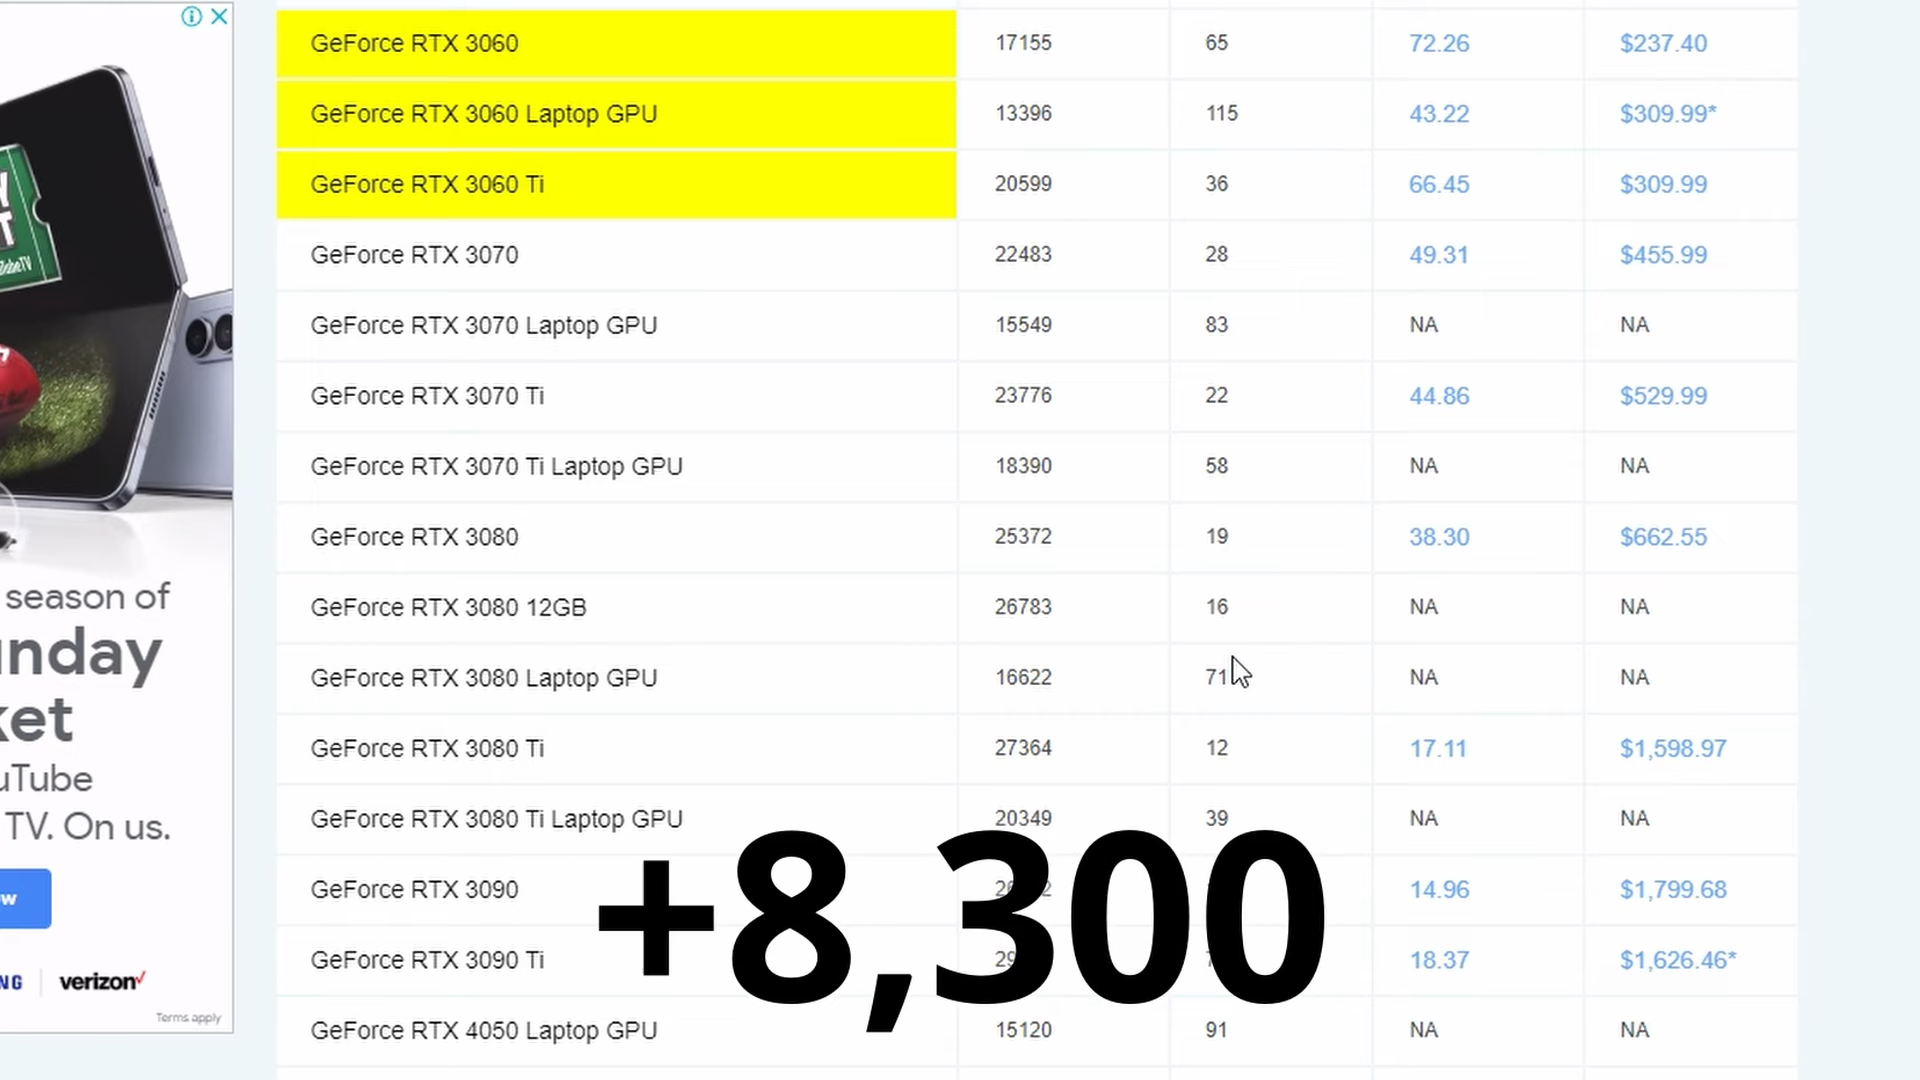 GeForce RTX 3060 17155 65 72.26 $237.40
GeForce RTX 3060 Laptop GPU 13396 115 43.22 $309.99*
GeForce RTX 3060 Ti 20599 36 66.45 $309.99
GeForce RTX 3070 22483 28 49.31 $455.99
GeForce RTX 3070 Laptop GPU 15549 83 NA NA
GeForce RTX 3070 Ti 23776 22 44.86 $529.99
GeForce RTX 3070 Ti Laptop GPU 18390 58 NA NA
GeForce RTX 3080 25372 19 38.30 $662.55
GeForce RTX 3080 12GB 26783 16 NA NA
GeForce RTX 3080 Laptop GPU 16622 71 NA NA
GeForce RTX 3080 Ti 27364 12 17.11 $1,598.97
GeForce RTX 3080 Ti Laptop GPU 20349 39 NA NA
GeForce RTX 3090 14.96 $1,799.68
GeForce RTX 3090 Ti 18.37 $1,626.46*
GeForce RTX 4050 Laptop GPU 15120 91 NA NA
+8,300
season of
unday
ket
uTube
TV. On us.
ow
NG verizon
Terms apply